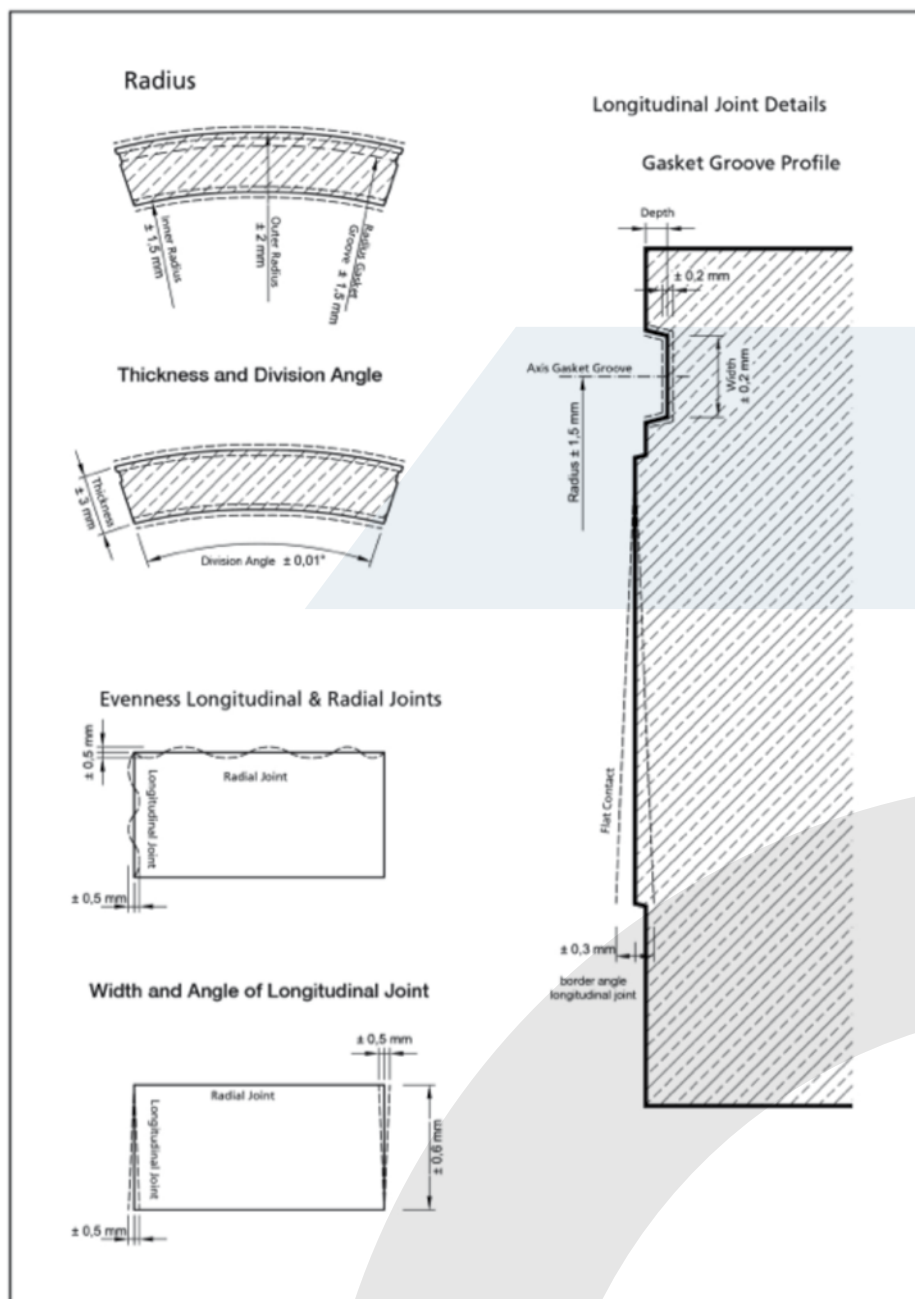 Radius
Inner Radius
± 1,5 mm
Outer Radius
± 2 mm
Radius Gasket
Groove ± 1,5 mm
Thickness and Division Angle
Thickness
± 3 mm
Division Angle ± 0,01°
Evenness Longitudinal & Radial Joints
± 0,5 mm
Radial Joint
Longitudinal Joint
± 0,5 mm
Width and Angle of Longitudinal Joint
± 0,5 mm
Radial Joint
Longitudinal Joint
± 0,6 mm
± 0,5 mm
Longitudinal Joint Details
Gasket Groove Profile
Depth
± 0,2 mm
Axis Gasket Groove
Width
± 0,2 mm
Radius ± 1,5 mm
Flat Contact
± 0,3 mm
border angle
longitudinal joint